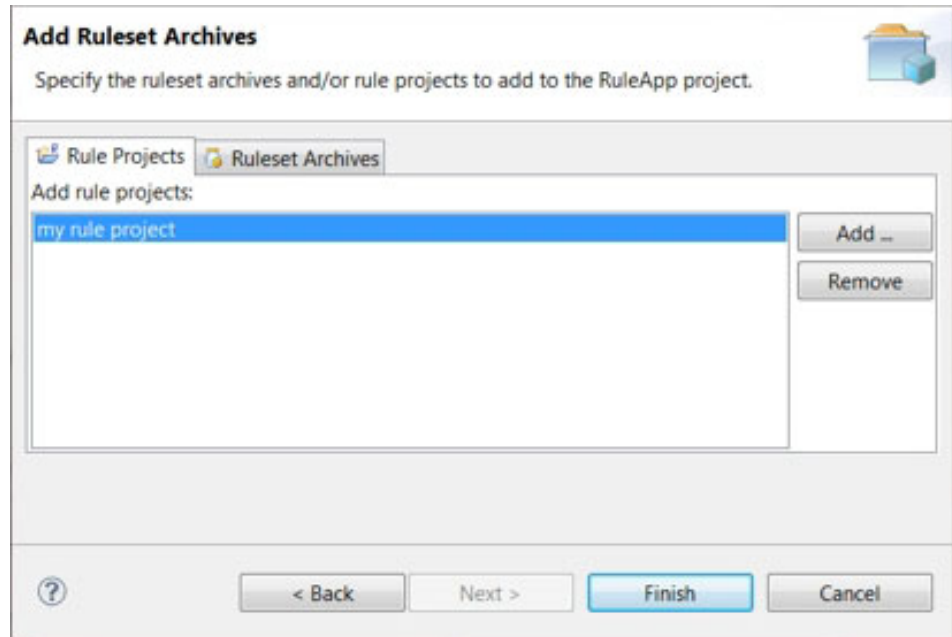 Add Ruleset Archives
Specify the ruleset archives and/or rule projects to add to the RuleApp project.
Rule Projects
Ruleset Archives
Add rule projects:
my rule project
Add ...
Remove
?
< Back
Next >
Finish
Cancel